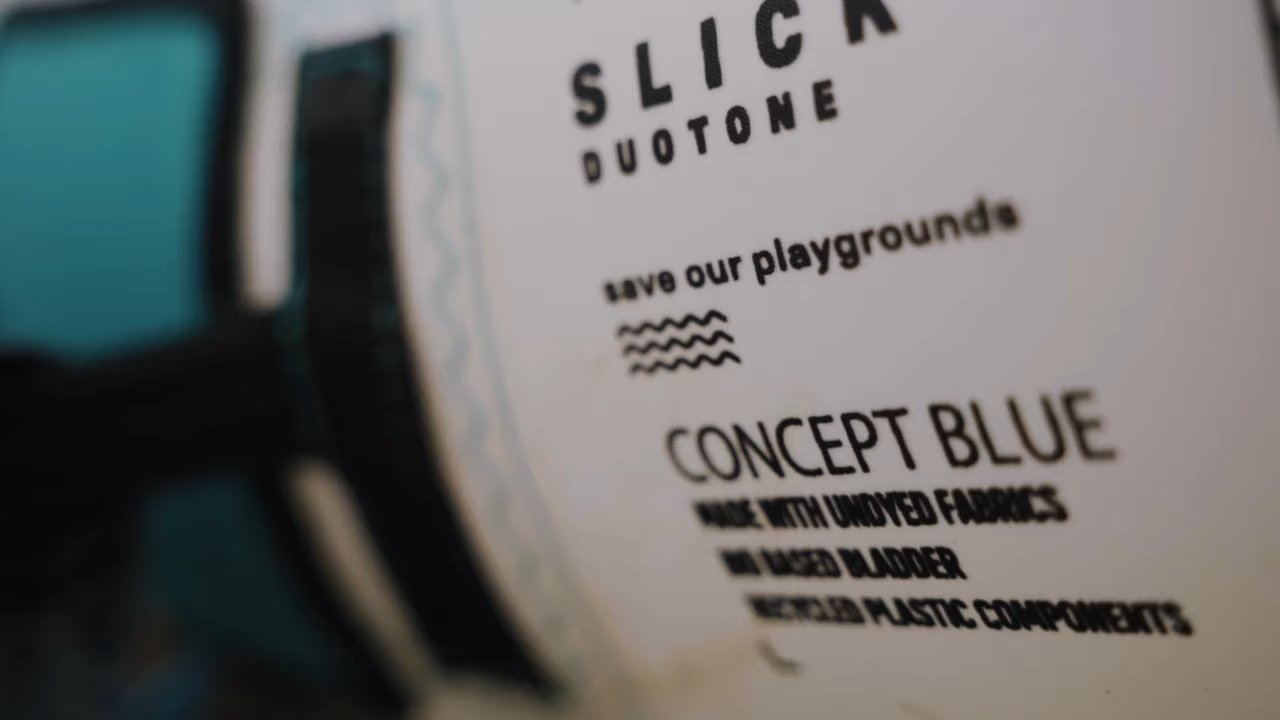 SLICK
DUOTONE
save our playgrounds
CONCEPT BLUE
MADE WITH UNDYED FABRICS
BIO BASED BLADDER
RECYCLED PLASTIC COMPONENTS